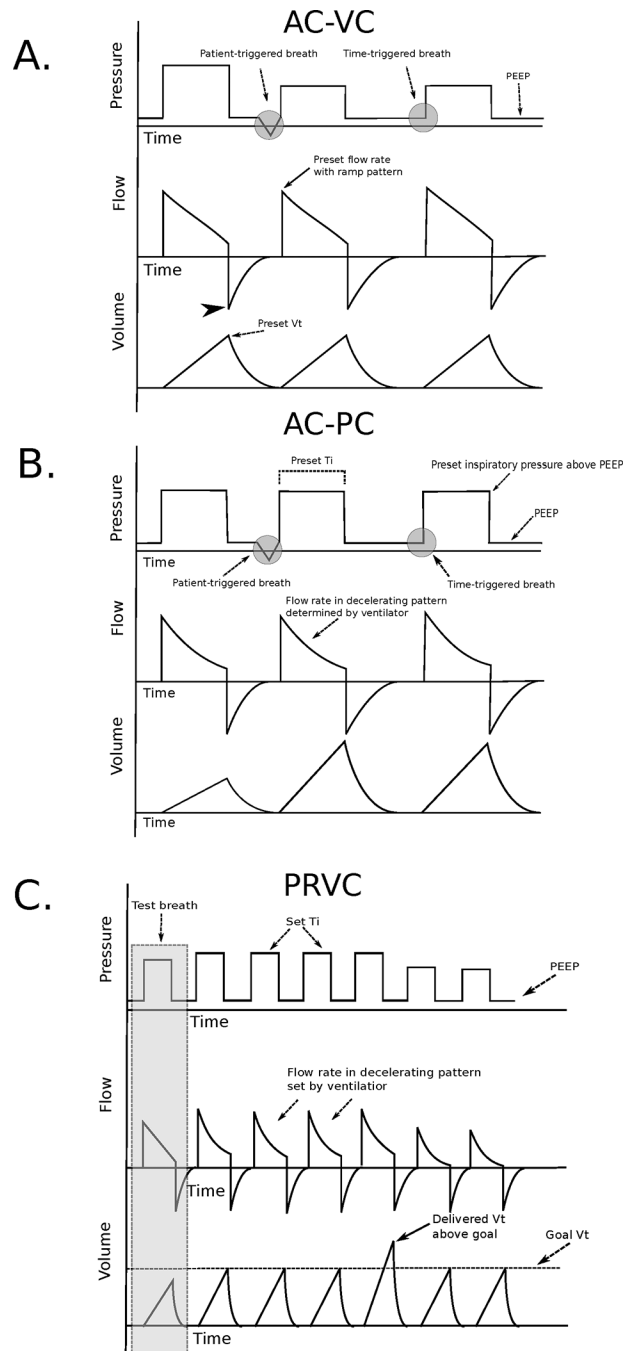 AC-VC
A.
Patient-triggered breath
Time-triggered breath
PEEP
Pressure
Time
Preset flow rate
with ramp pattern
Flow
Time
Preset Vt
Volume
AC-PC
B.
Preset Ti
Preset inspiratory pressure above PEEP
PEEP
Pressure
Time
Patient-triggered breath
Time-triggered breath
Flow rate in decelerating pattern
determined by ventilator
Flow
Time
Volume
Time
PRVC
C.
Test breath
Set Ti
PEEP
Pressure
Time
Flow rate in decelerating pattern
set by ventilatior
Flow
Time
Delivered Vt
above goal
Goal Vt
Volume
Time